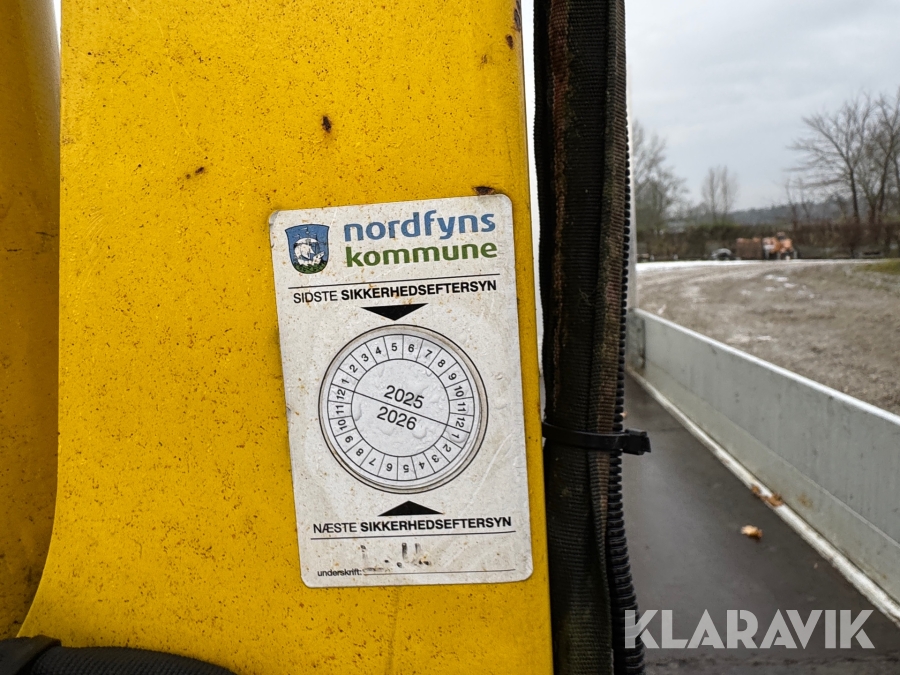 nordfyns
kommune
SIDSTE SIKKERHEDSEFTERSYN
1 2 3 4 5 6 7 8 9 10 11 12
2025
2026
1 2 3 4 5 6 7 8 9 10 11 12
NÆSTE SIKKERHEDSEFTERSYN
underskrift:
KLARAVIK